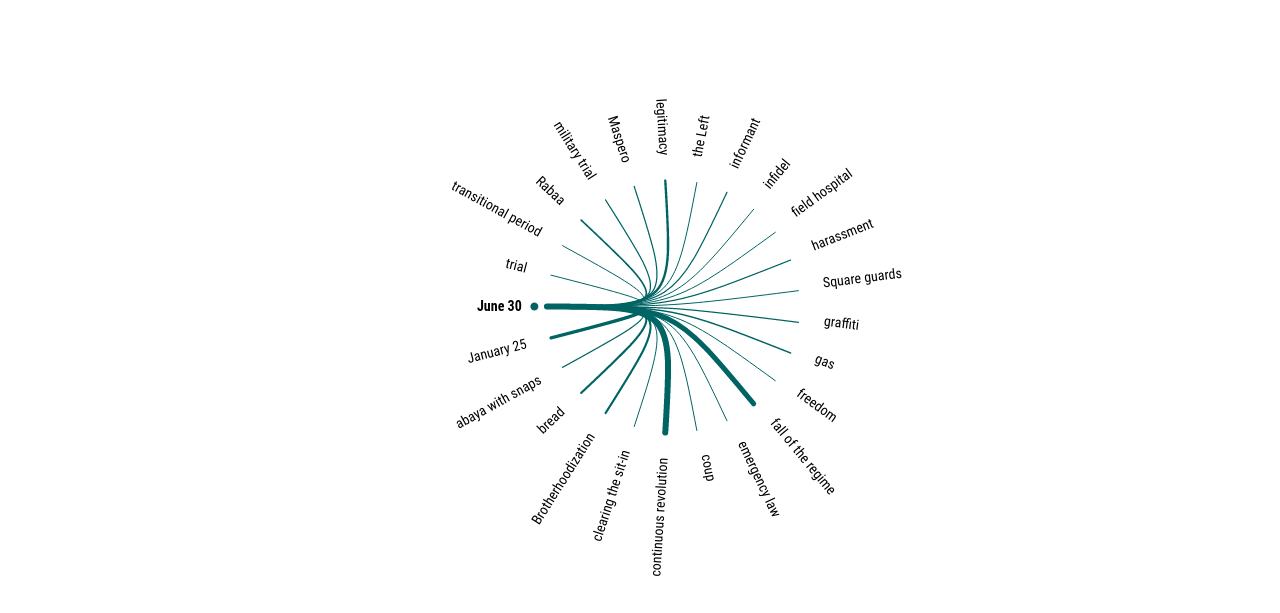 legitimacy
the Left
informant
infidel
field hospital
harassment
Square guards
graffiti
gas
freedom
fall of the regime
emergency law
coup
continuous revolution
clearing the sit-in
Brotherhoodization
bread
abaya with snaps
January 25
June 30
trial
transitional period
Rabaa
military trial
Maspero